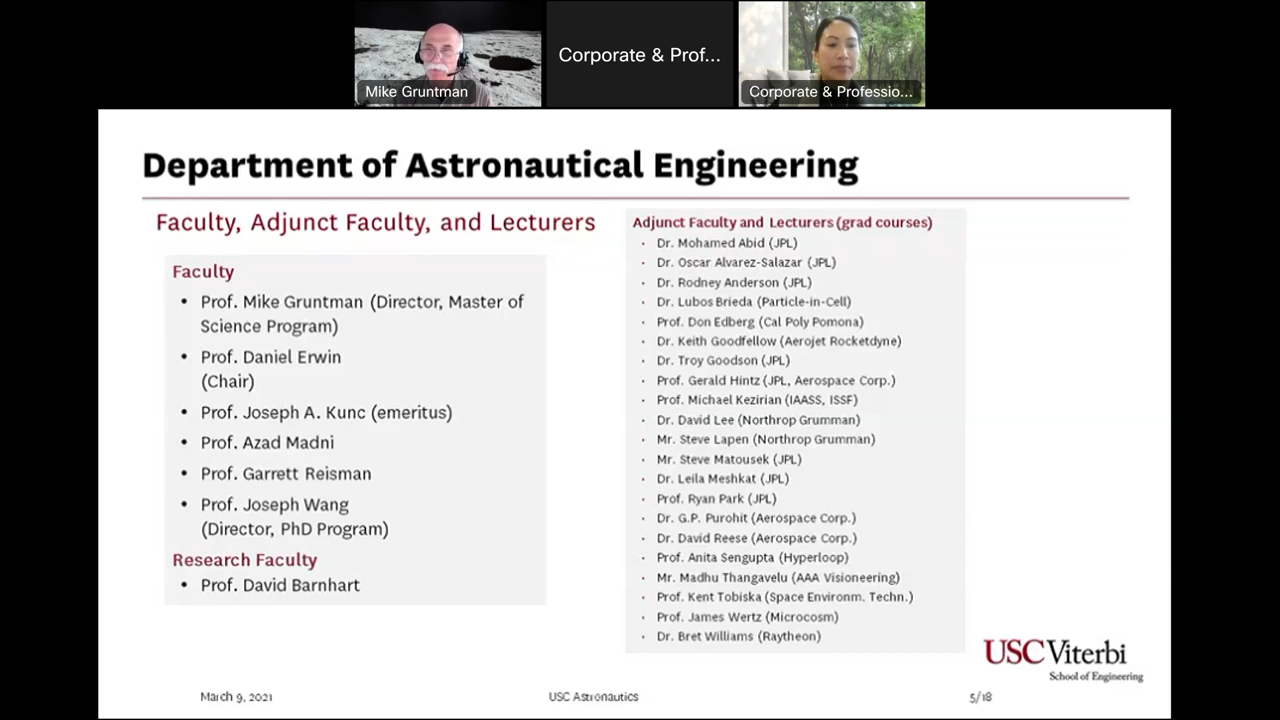 Mike Gruntman
Corporate & Prof...
Corporate & Professio...
Department of Astronautical Engineering
Faculty, Adjunct Faculty, and Lecturers
Faculty
• Prof. Mike Gruntman (Director, Master of
Science Program)
• Prof. Daniel Erwin
(Chair)
• Prof. Joseph A. Kunc (emeritus)
• Prof. Azad Madni
• Prof. Garrett Reisman
• Prof. Joseph Wang
(Director, PhD Program)
Research Faculty
• Prof. David Barnhart
Adjunct Faculty and Lecturers (grad courses)
• Dr. Mohamed Abid (JPL)
• Dr. Oscar Alvarez-Salazar (JPL)
• Dr. Rodney Anderson (JPL)
• Dr. Lubos Brieda (Particle-in-Cell)
• Prof. Don Edberg (Cal Poly Pomona)
• Dr. Keith Goodfellow (Aerojet Rocketdyne)
• Dr. Troy Goodson (JPL)
• Prof. Gerald Hintz (JPL, Aerospace Corp.)
• Prof. Michael Kezirian (IAASS, ISSF)
• Dr. David Lee (Northrop Grumman)
• Mr. Steve Lapen (Northrop Grumman)
• Mr. Steve Matousek (JPL)
• Dr. Leila Meshkat (JPL)
• Prof. Ryan Park (JPL)
• Dr. G.P. Purohit (Aerospace Corp.)
• Dr. David Reese (Aerospace Corp.)
• Prof. Anita Sengupta (Hyperloop)
• Mr. Madhu Thangavelu (AAA Visioneering)
• Prof. Kent Tobiska (Space Environm. Techn.)
• Prof. James Wertz (Microcosm)
• Dr. Bret Williams (Raytheon)
USC Viterbi
School of Engineering
March 9, 2021
USC Astronautics
5/18